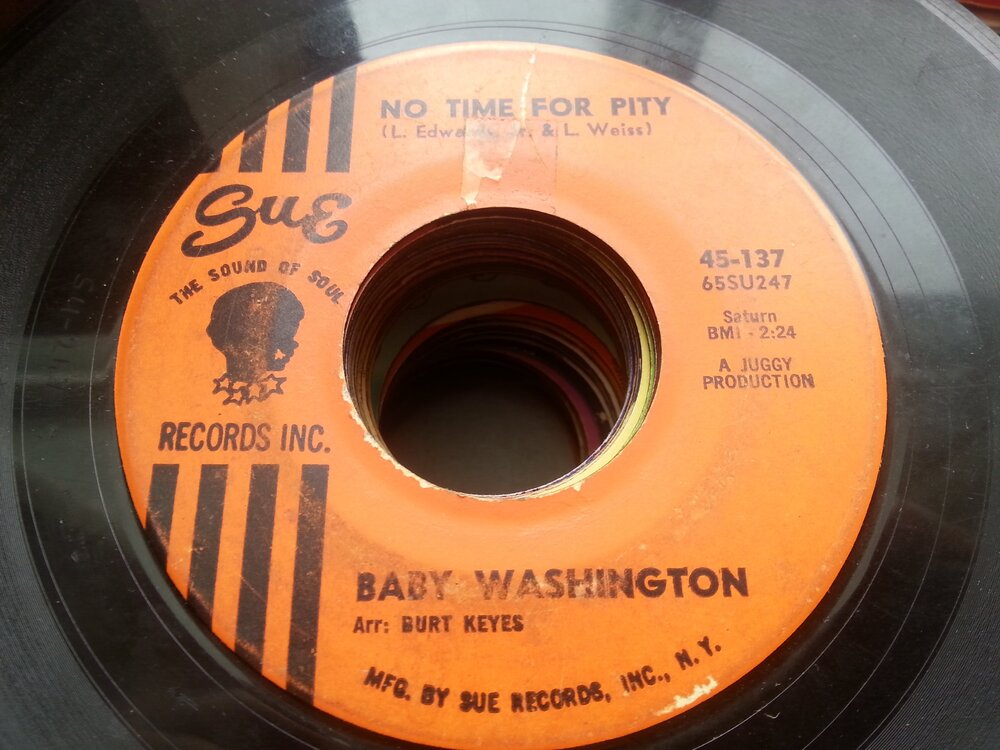 NO TIME FOR PITY
(L. & L. Weiss)
SUE
THE SOUND OF SOUL
RECORDS INC.
45-137
65SU247
Saturn
BMI - 2:24
A JUGGY
PRODUCTION
BABY WASHINGTON
Arr: BURT KEYES
MFG. BY SUE RECORDS, INC., N.Y.